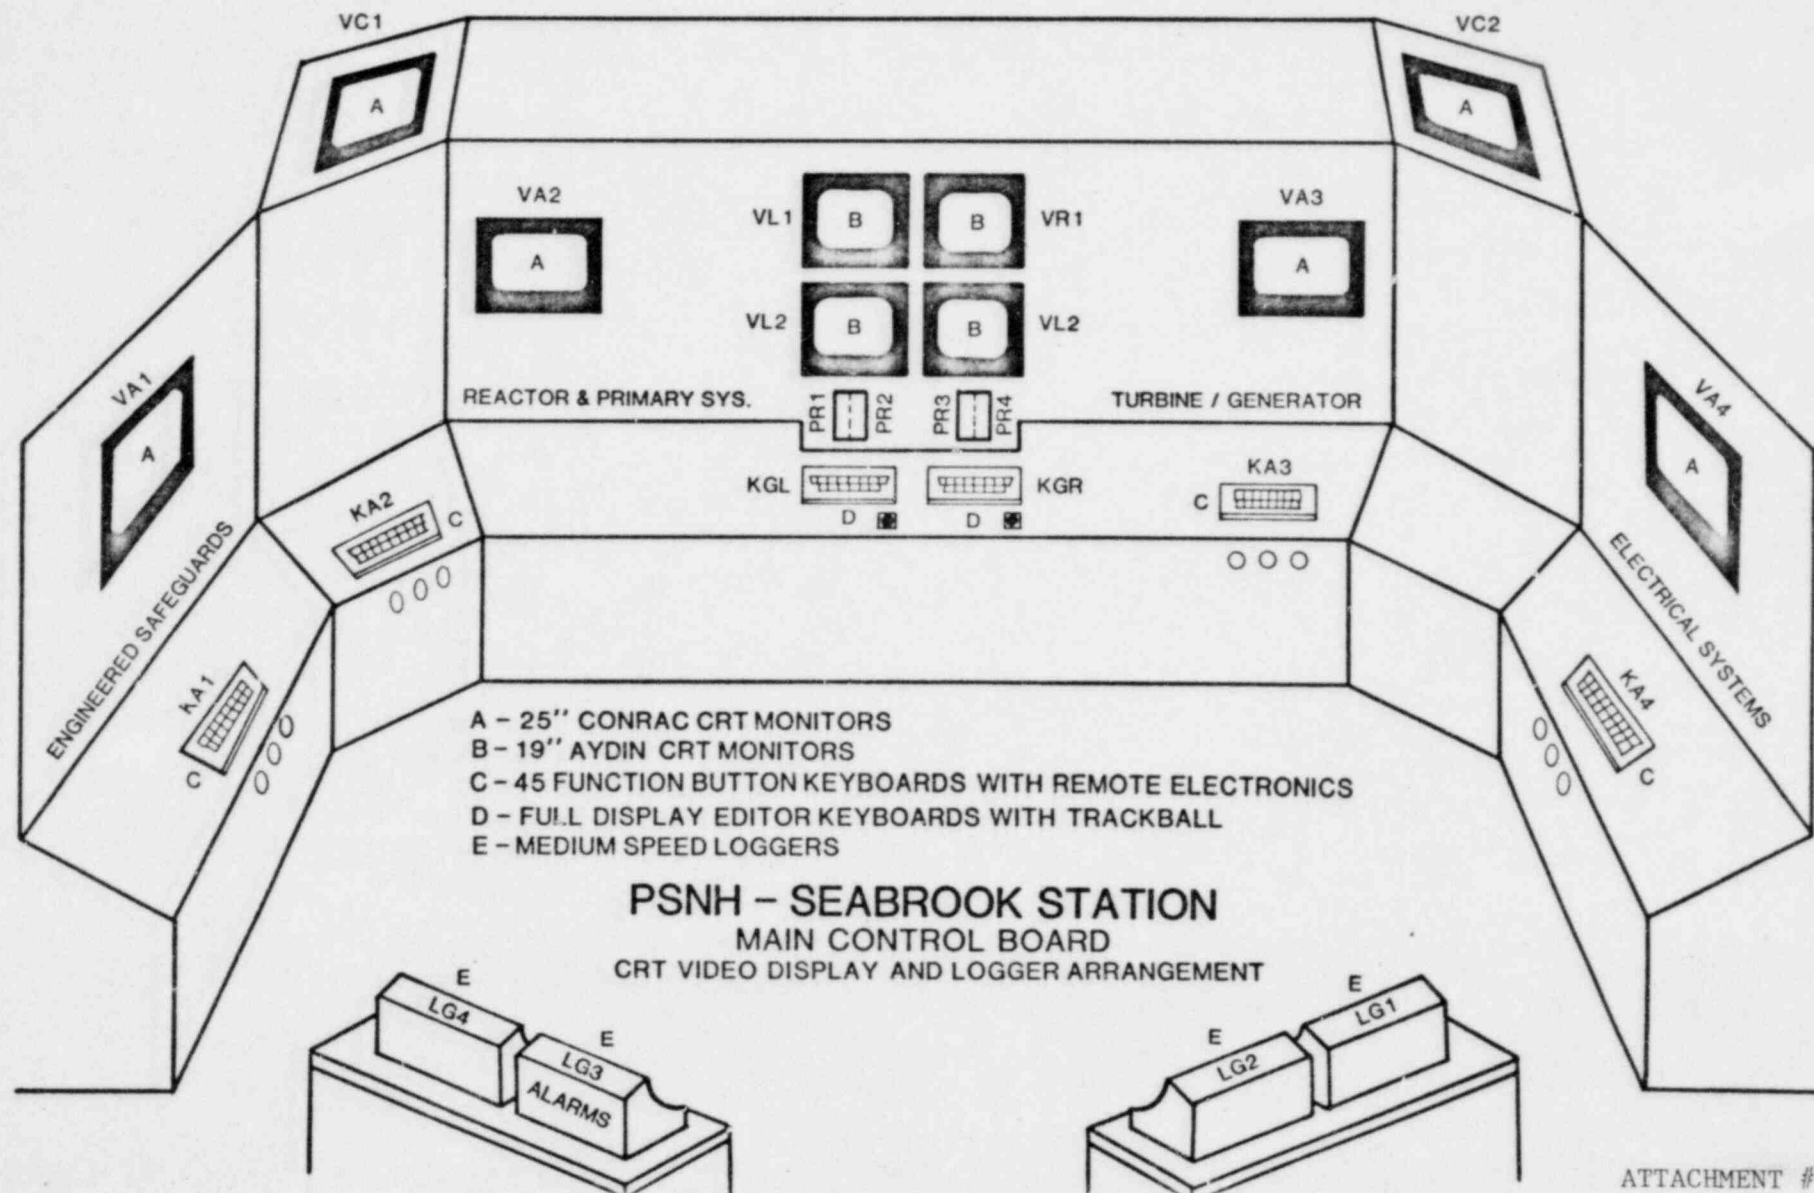 VC1
VC2
A
A
VA2
VL1
B
B
VR1
VA3
A
A
VL2
B
B
VL2
VA1
A
VA4
A
REACTOR & PRIMARY SYS.
PR1
PR2
PR3
PR4
TURBINE / GENERATOR
KA2
C
KGL
KGR
D
D
KA3
C
ENGINEERED SAFEGUARDS
ELECTRICAL SYSTEMS
KA1
C
KA4
C
A – 25" CONRAC CRT MONITORS
B – 19" AYDIN CRT MONITORS
C – 45 FUNCTION BUTTON KEYBOARDS WITH REMOTE ELECTRONICS
D – FULL DISPLAY EDITOR KEYBOARDS WITH TRACKBALL
E – MEDIUM SPEED LOGGERS
PSNH – SEABROOK STATION
MAIN CONTROL BOARD
CRT VIDEO DISPLAY AND LOGGER ARRANGEMENT
E
LG4
E
LG3
ALARMS
E
LG2
E
LG1
ATTACHMENT #